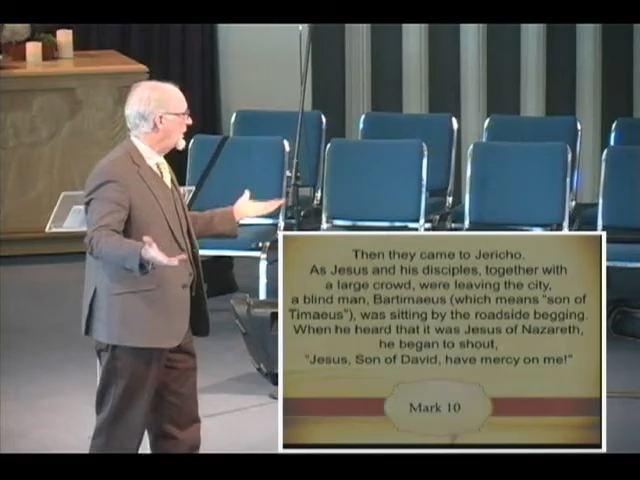 Then they came to Jericho.
As Jesus and his disciples, together with
a large crowd, were leaving the city,
a blind man, Bartimaeus (which means "son of
Timaeus"), was sitting by the roadside begging.
When he heard that it was Jesus of Nazareth,
he began to shout,
"Jesus, Son of David, have mercy on me!"
Mark 10